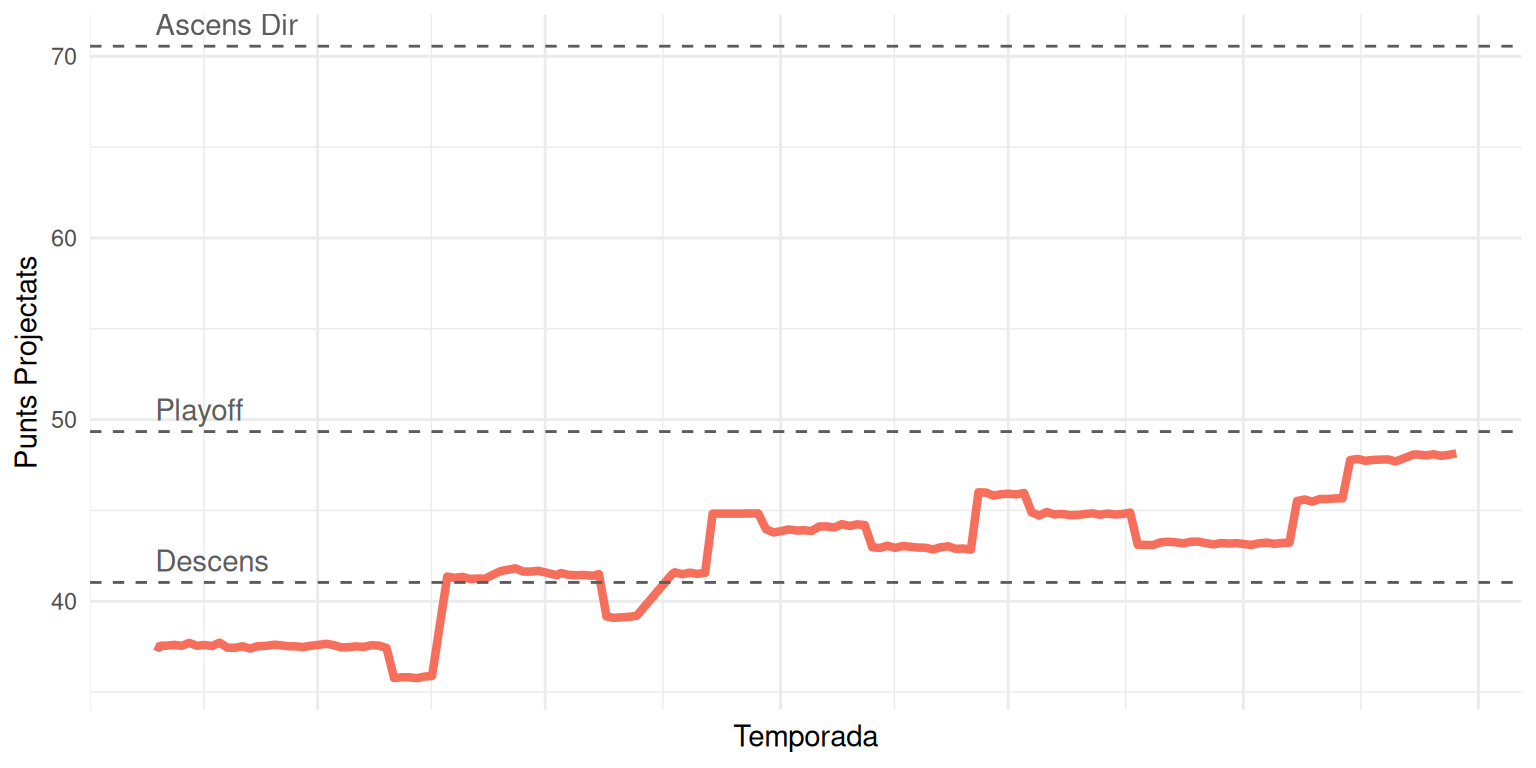 Ascens Dir
70
60
Punts Projectats
Playoff
50
Descens
40
Temporada